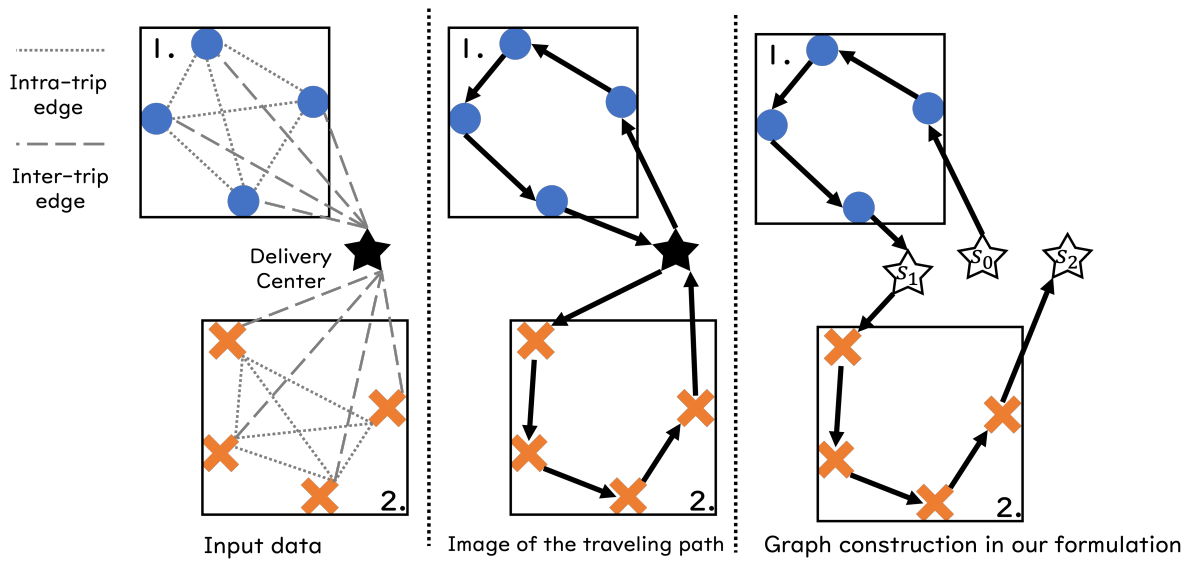 Intra-trip
edge
Inter-trip
edge
1.
Delivery
Center
2.
Input data
1.
2.
Image of the traveling path
1.
S₁
S₀
S₂
2.
Graph construction in our formulation